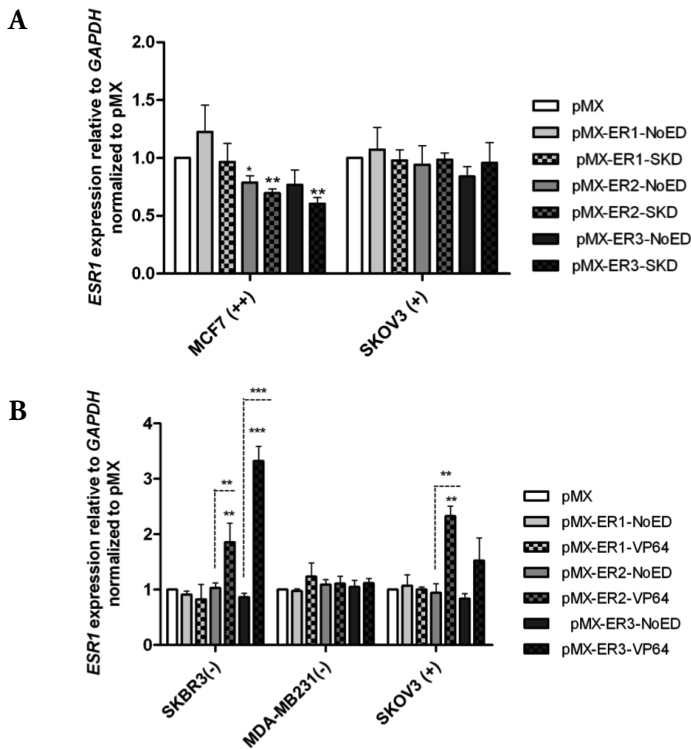 A
ESR1 expression relative to GAPDH
normalized to pMX
2.0
1.5
1.0
0.5
0.0
*
**
**
MCF7 (++)
SKOV3 (+)
pMX
pMX-ER1-NoED
pMX-ER1-SKD
pMX-ER2-NoED
pMX-ER2-SKD
pMX-ER3-NoED
pMX-ER3-SKD
B
ESR1 expression relative to GAPDH
normalized to pMX
4
3
2
1
0
**
**
***
***
**
**
SKBR3(-)
MDA-MB231(-)
SKOV3 (+)
pMX
pMX-ER1-NoED
pMX-ER1-VP64
pMX-ER2-NoED
pMX-ER2-VP64
pMX-ER3-NoED
pMX-ER3-VP64